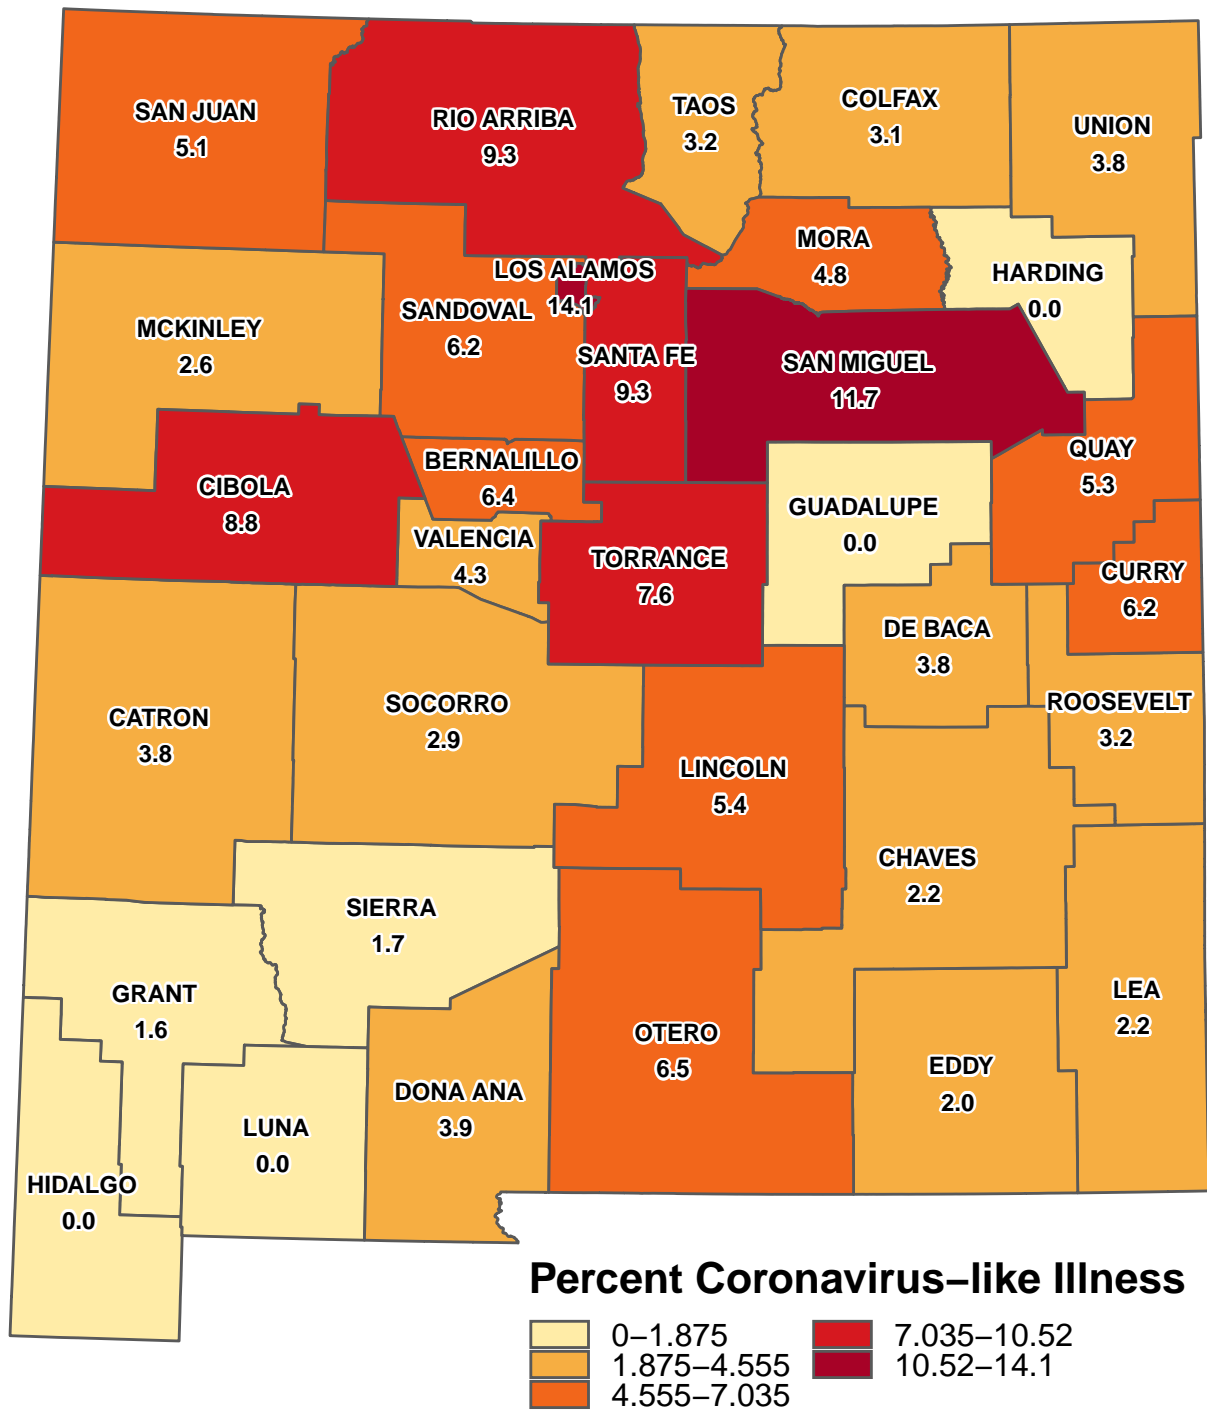 SAN JUAN
5.1
RIO ARRIBA
9.3
TAOS
3.2
COLFAX
3.1
UNION
3.8
MORA
4.8
HARDING
0.0
LOS ALAMOS
14.1
SANDOVAL
6.2
MCKINLEY
2.6
SANTA FE
9.3
SAN MIGUEL
11.7
QUAY
5.3
BERNALILLO
6.4
CIBOLA
8.8
GUADALUPE
0.0
VALENCIA
4.3
TORRANCE
7.6
CURRY
6.2
DE BACA
3.8
ROOSEVELT
3.2
SOCORRO
2.9
CATRON
3.8
LINCOLN
5.4
CHAVES
2.2
SIERRA
1.7
GRANT
1.6
LEA
2.2
OTERO
6.5
EDDY
2.0
DONA ANA
3.9
LUNA
0.0
HIDALGO
0.0
Percent Coronavirus−like Illness
0−1.875
1.875−4.555
4.555−7.035
7.035−10.52
10.52−14.1